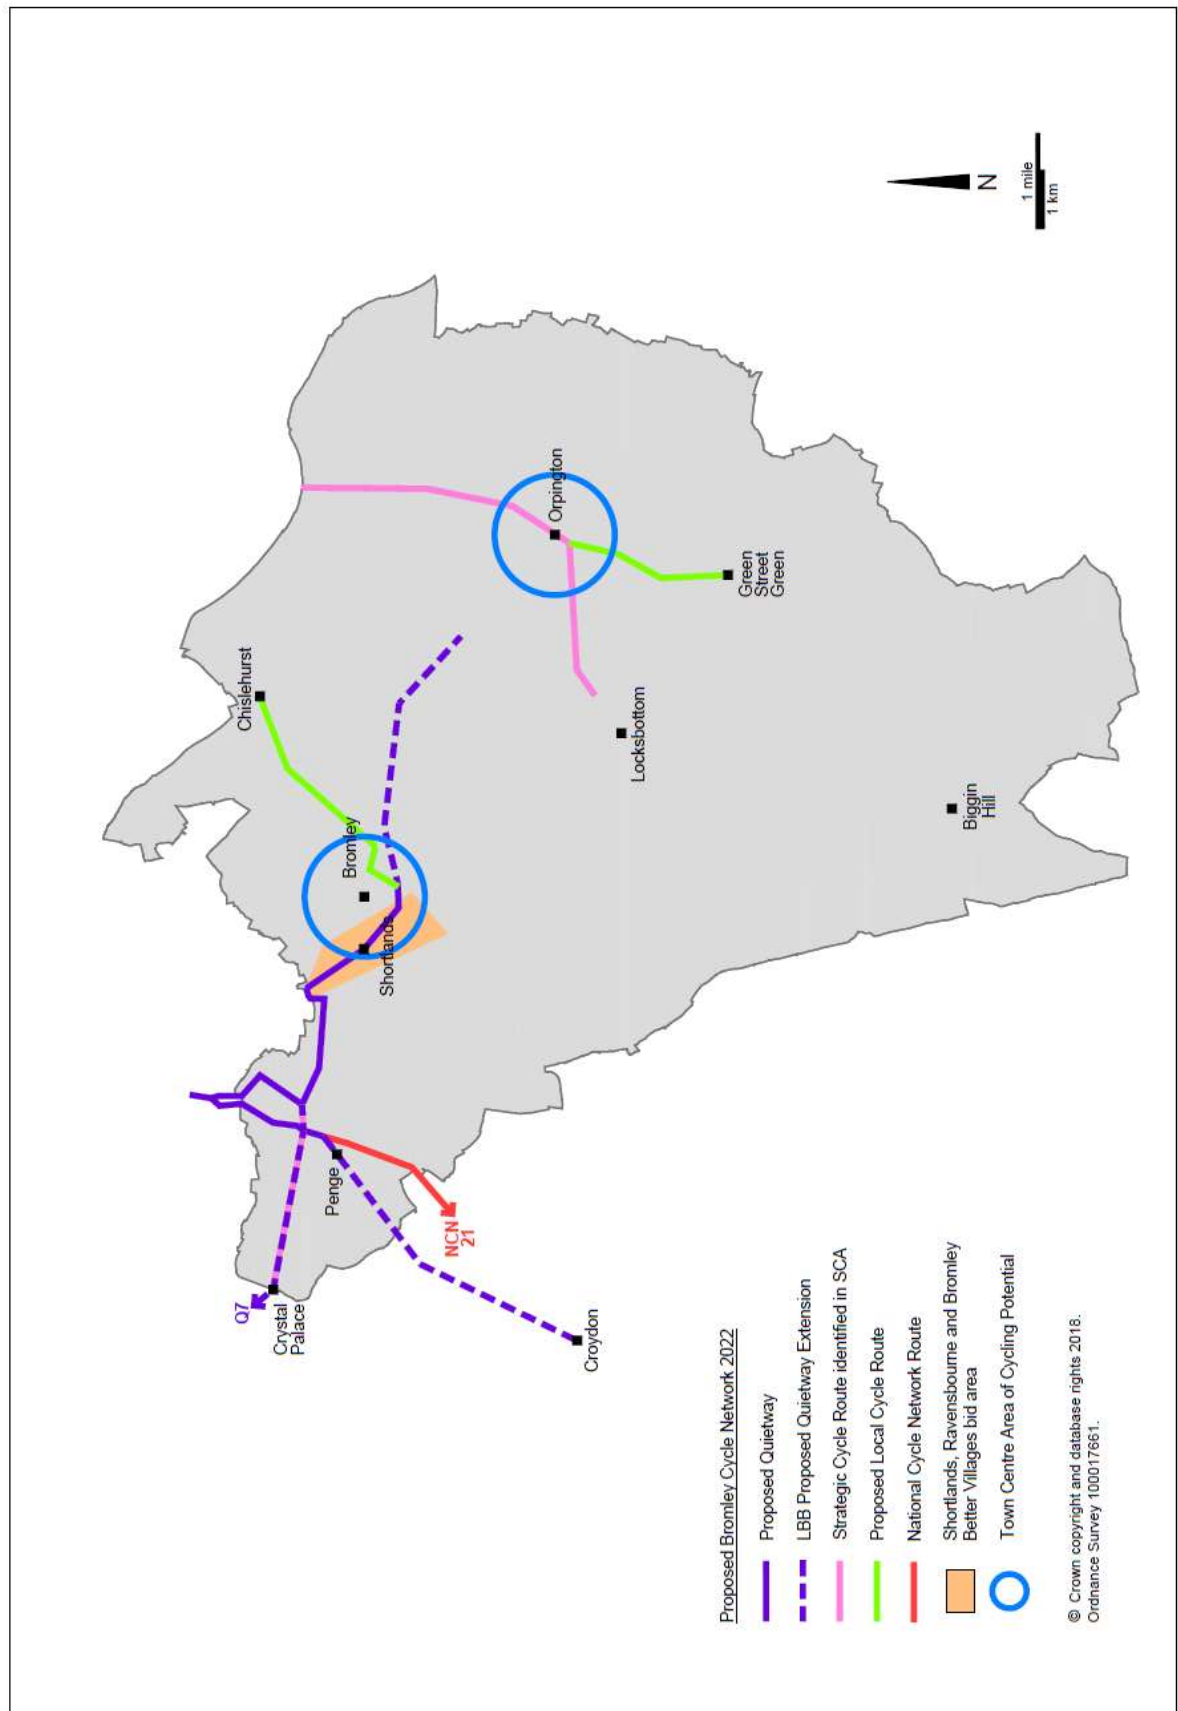 Proposed Bromley Cycle Network 2022
Proposed Quietway
LBB Proposed Quietway Extension
Strategic Cycle Route identified in SCA
Proposed Local Cycle Route
National Cycle Network Route
Shortlands, Ravensbourne and Bromley
Better Villages bid area
Town Centre Area of Cycling Potential
© Crown copyright and database rights 2018.
Ordnance Survey 100017661.
Q7
Crystal
Palace
Croydon
NCN
21
Penge
Shortlands
Bromley
Chislehurst
Locksbottom
Biggin
Hill
Orpington
Green
Street
Green
N
1 mile
1 km